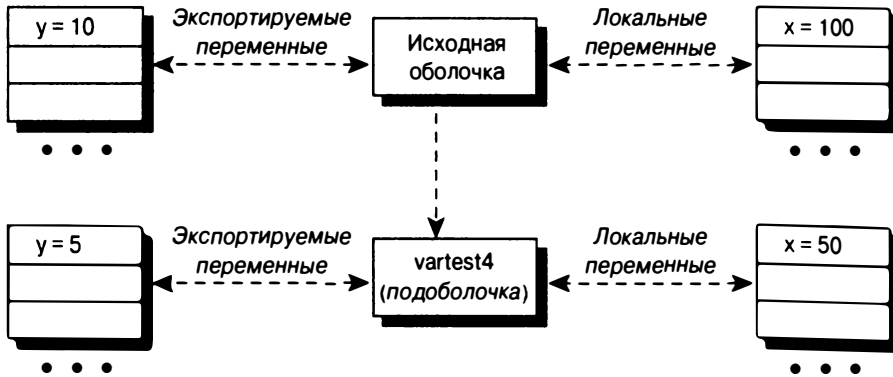 y = 10
Экспортируемые
переменные
Исходная
оболочка
Локальные
переменные
x = 100
y = 5
Экспортируемые
переменные
vartest4
(подоболочка)
Локальные
переменные
x = 50